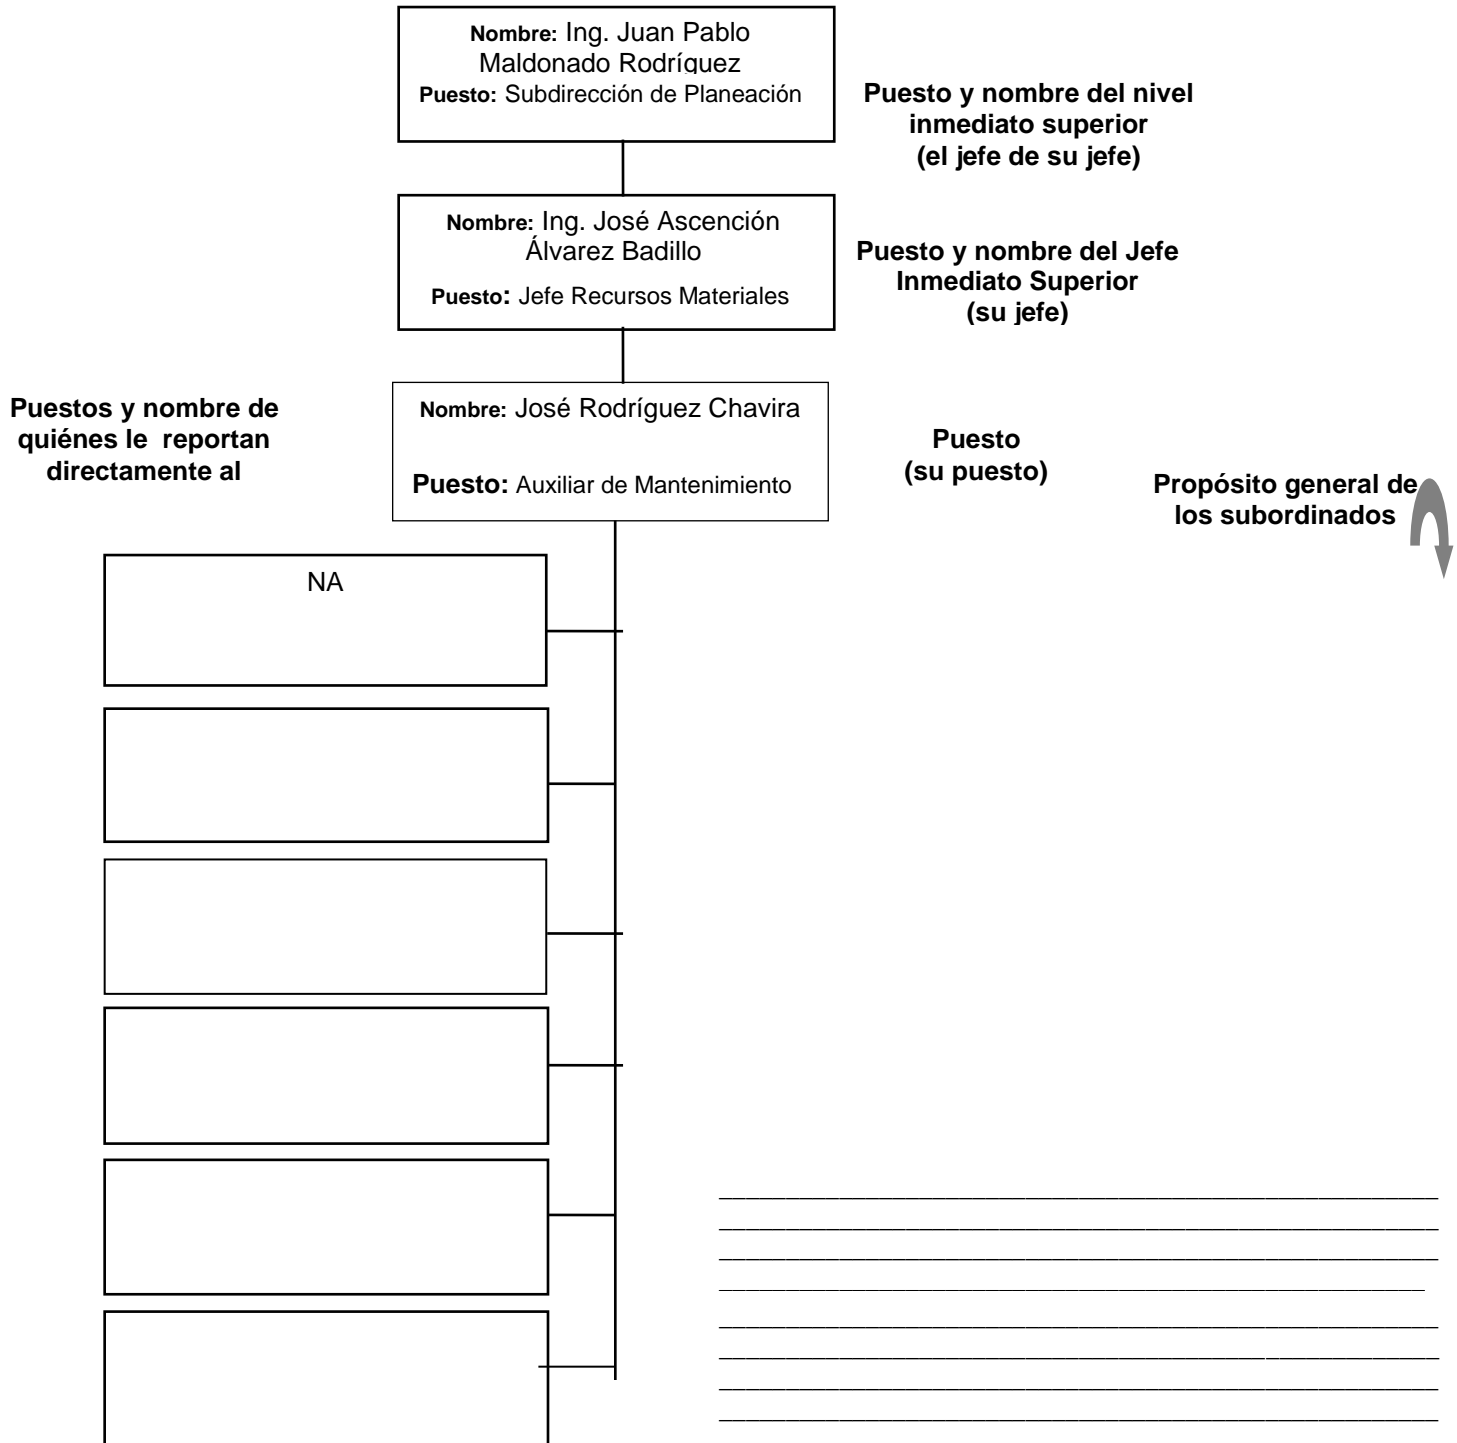 Nombre: Ing. Juan Pablo
Maldonado Rodríguez
Puesto: Subdirección de Planeación
Puesto y nombre del nivel
inmediato superior
(el jefe de su jefe)
Nombre: Ing. José Ascención
Álvarez Badillo
Puesto: Jefe Recursos Materiales
Puesto y nombre del Jefe
Inmediato Superior
(su jefe)
Puestos y nombre de
quiénes le reportan
directamente al
Nombre: José Rodríguez Chavira
Puesto: Auxiliar de Mantenimiento
Puesto
(su puesto)
Propósito general de
los subordinados
NA